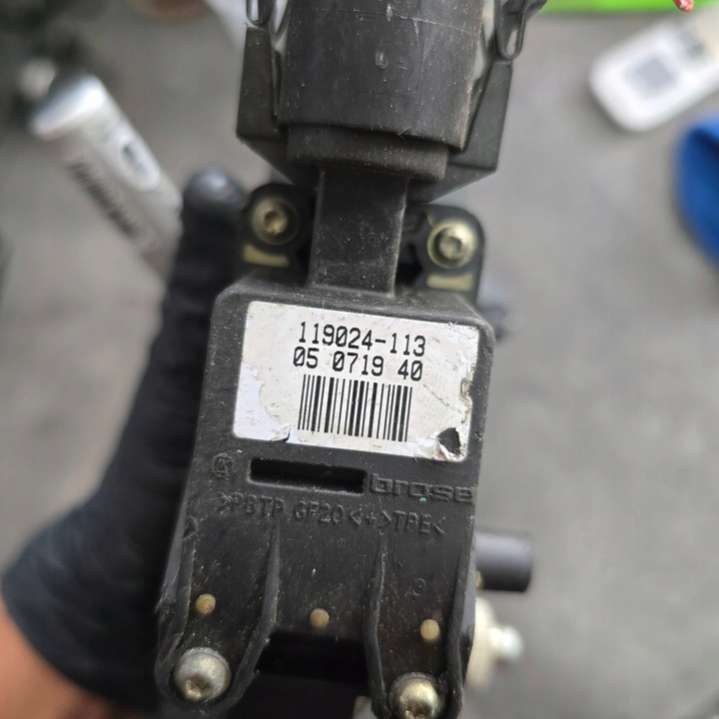 119024-113
05 0719 40
brose
>PBTP GF20<+>TPE<